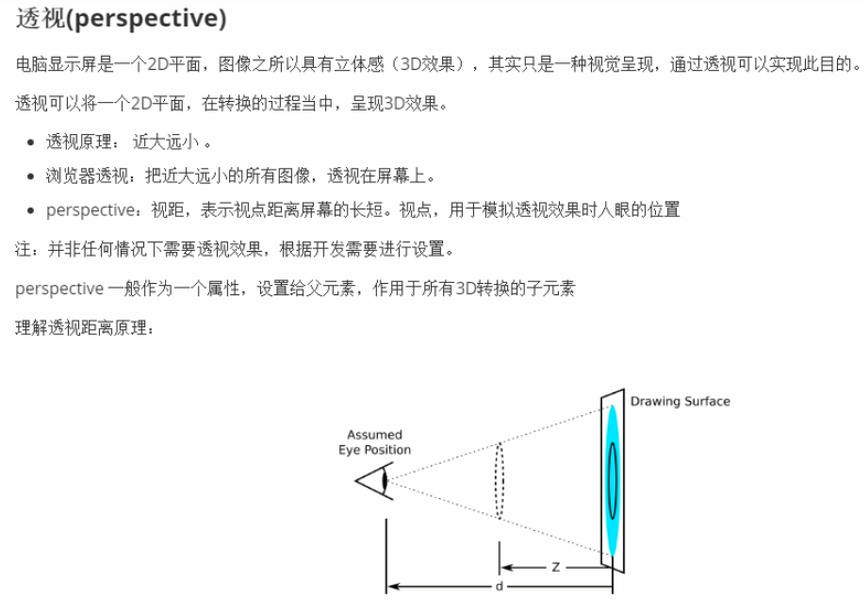 透视(perspective)
电脑显示屏是一个2D平面，图像之所以具有立体感（3D效果），其实只是一种视觉呈现，通过透视可以实现此目的。
透视可以将一个2D平面，在转换的过程当中，呈现3D效果。
• 透视原理： 近大远小 。
• 浏览器透视：把近大远小的所有图像，透视在屏幕上。
• perspective：视距，表示视点距离屏幕的长短。视点，用于模拟透视效果时人眼的位置
注：并非任何情况下需要透视效果，根据开发需要进行设置。
perspective 一般作为一个属性，设置给父元素，作用于所有3D转换的子元素
理解透视距离原理：
Drawing Surface
Assumed
Eye Position
Z
d